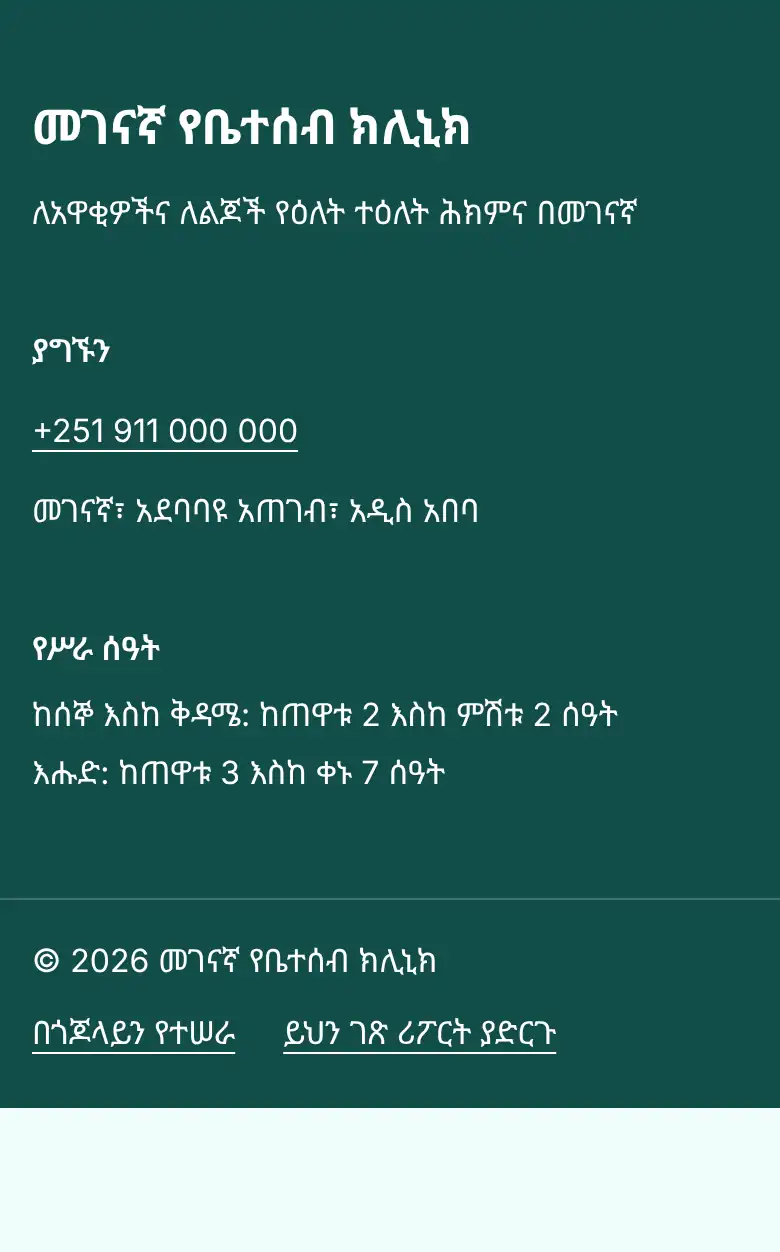 መገናኛ የቤተሰብ ክሊኒክ
ለአዋቂዎችና ለልጆች የዕለት ተዕለት ሕክምና በመገናኛ
ያግኙን
+251 911 000 000
መገናኛ፣ አደባባዩ አጠገብ፣ አዲስ አበባ
የሥራ ሰዓት
ከሰኞ እስከ ቅዳሜ: ከጠዋቱ 2 እስከ ምሽቱ 2 ሰዓት
እሑድ: ከጠዋቱ 3 እስከ ቀኑ 7 ሰዓት
© 2026 መገናኛ የቤተሰብ ክሊኒክ
በጎጆላይን የተሠራ ይህን ገጽ ሪፖርት ያድርጉ